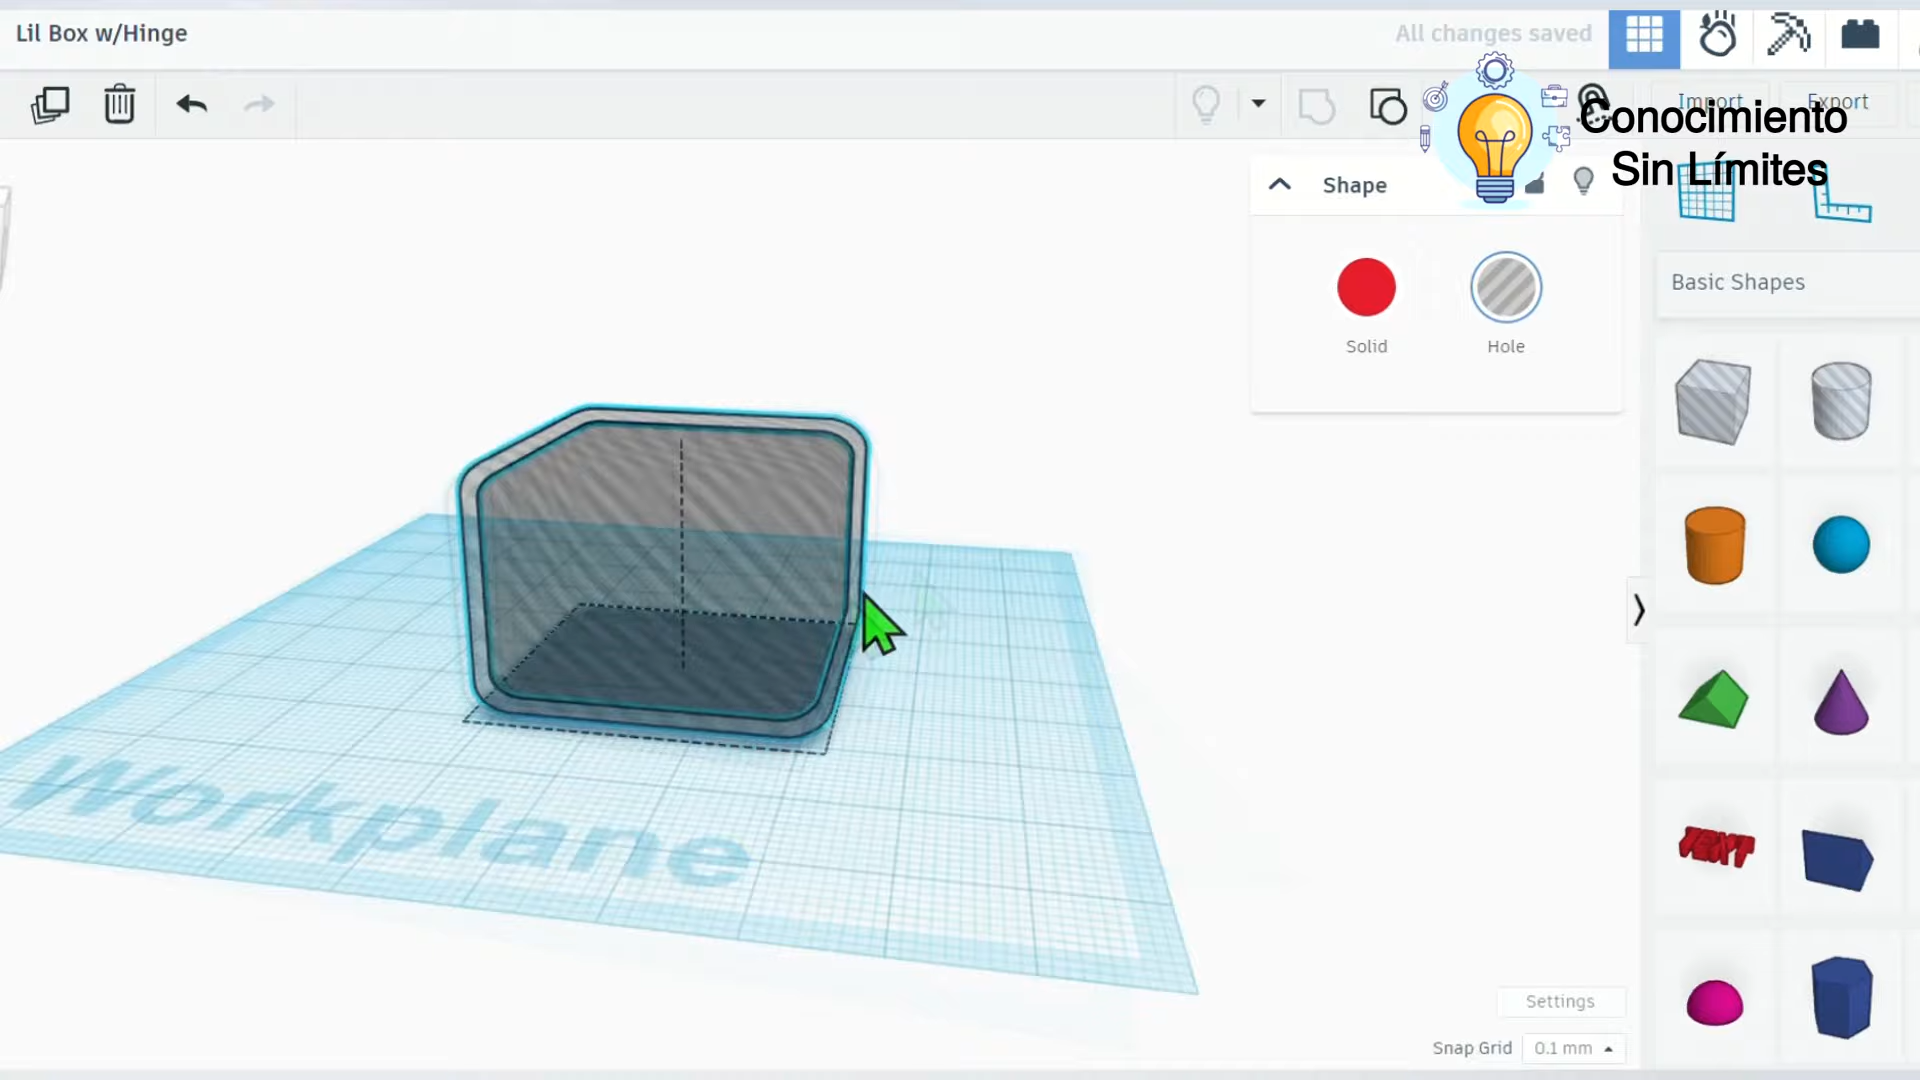 Lil Box w/Hinge
All changes saved
Import
Export
Conocimiento
Sin Límites
Shape
Solid
Hole
Basic Shapes
TEXT
Workplane
Settings
Snap Grid
0.1 mm